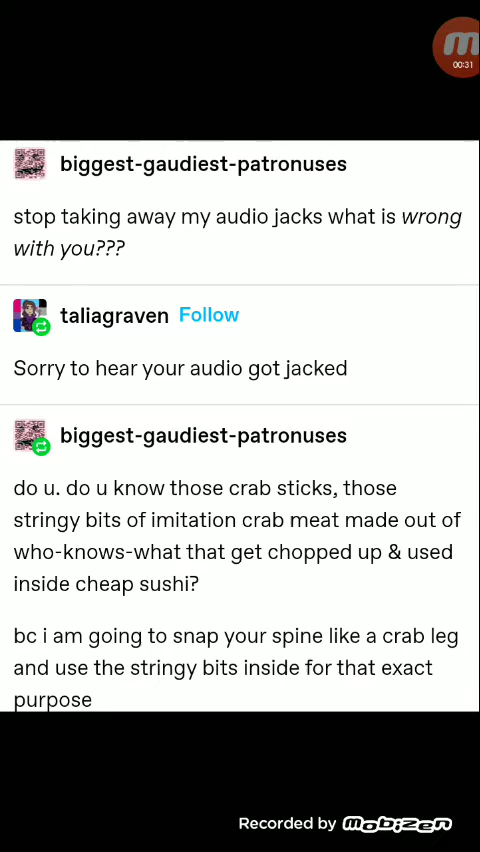 00:31
biggest-gaudiest-patronuses
stop taking away my audio jacks what is wrong
with you???
taliagraven Follow
Sorry to hear your audio got jacked
biggest-gaudiest-patronuses
do u. do u know those crab sticks, those
stringy bits of imitation crab meat made out of
who-knows-what that get chopped up & used
inside cheap sushi?
bc i am going to snap your spine like a crab leg
and use the stringy bits inside for that exact
purpose
Recorded by mobizen